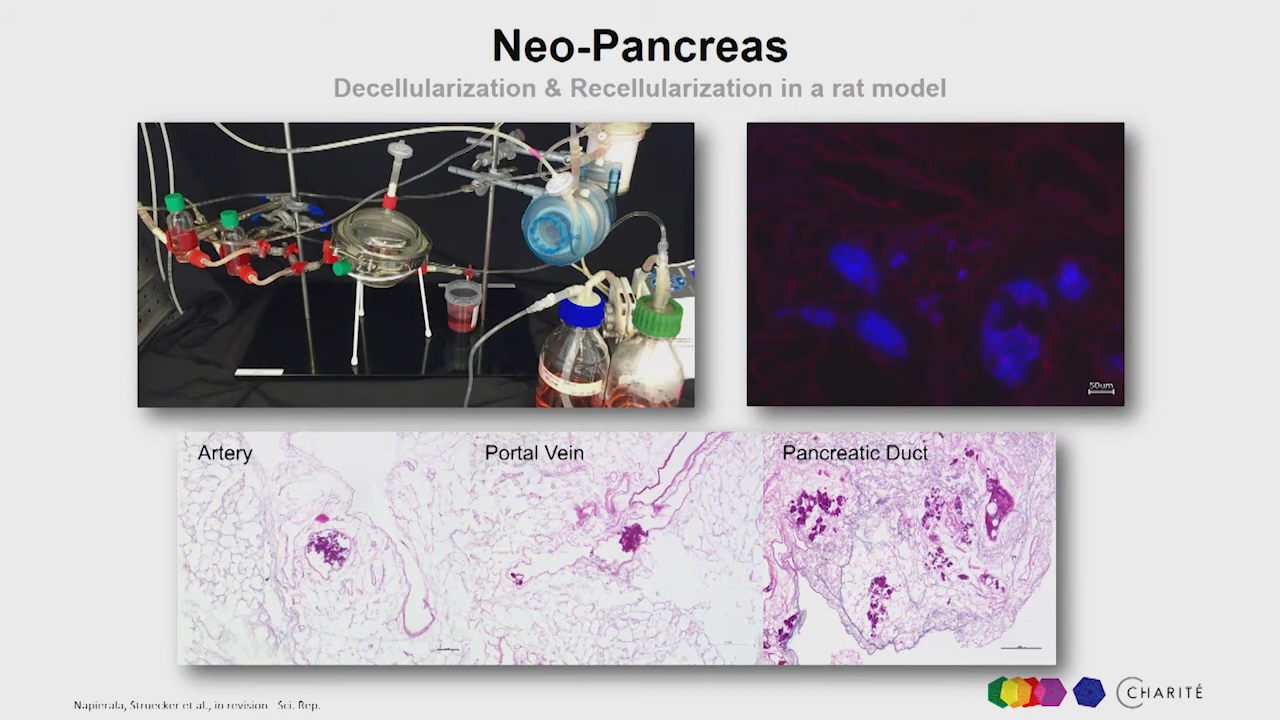 Neo-Pancreas
Decellularization & Recellularization in a rat model
50um
Artery
Portal Vein
Pancreatic Duct
Napierala, Struecker et al., in revision. Sci. Rep.
CHARITÉ